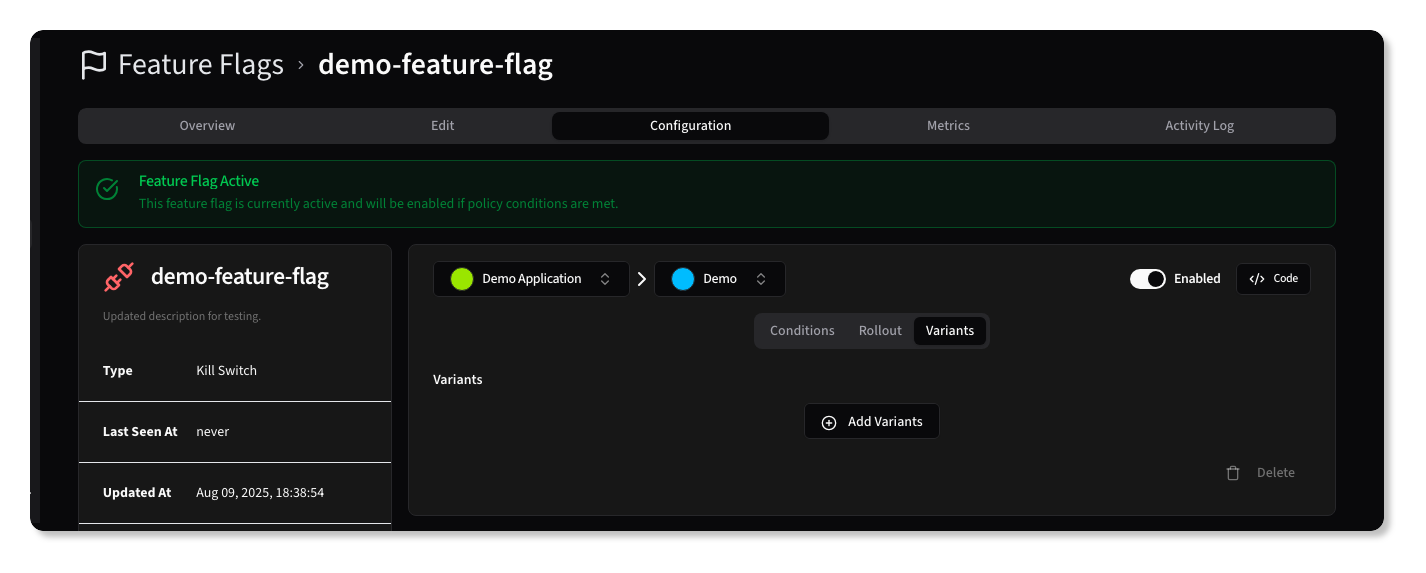 Feature Flags › demo-feature-flag
Overview Edit Configuration Metrics Activity Log
Feature Flag Active
This feature flag is currently active and will be enabled if policy conditions are met.
demo-feature-flag
Updated description for testing.
Type Kill Switch
Last Seen At never
Updated At Aug 09, 2025, 18:38:54
Demo Application Demo Enabled </> Code
Conditions Rollout Variants
Variants
Add Variants
Delete